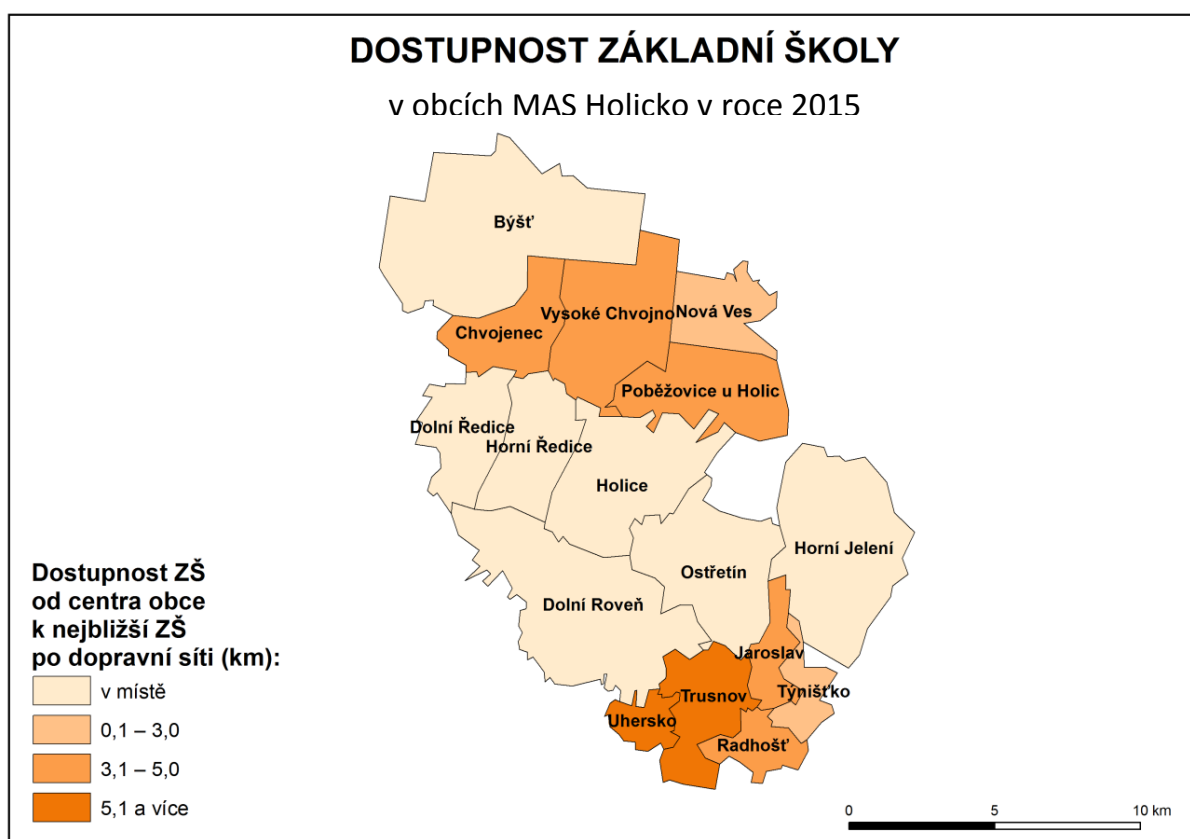 DOSTUPNOST ZÁKLADNÍ ŠKOLY
v obcích MAS Holicko v roce 2015
Býšť
Vysoké Chvojno
Nová Ves
Chvojenec
Poběžovice u Holic
Dolní Ředice
Horní Ředice
Holice
Horní Jelení
Ostřetín
Dolní Roveň
Jaroslav
Týnišťko
Trusnov
Uhersko
Radhošť
Dostupnost ZŠ
od centra obce
k nejbližší ZŠ
po dopravní síti (km):
v místě
0,1 – 3,0
3,1 – 5,0
5,1 a více
0 5 10 km